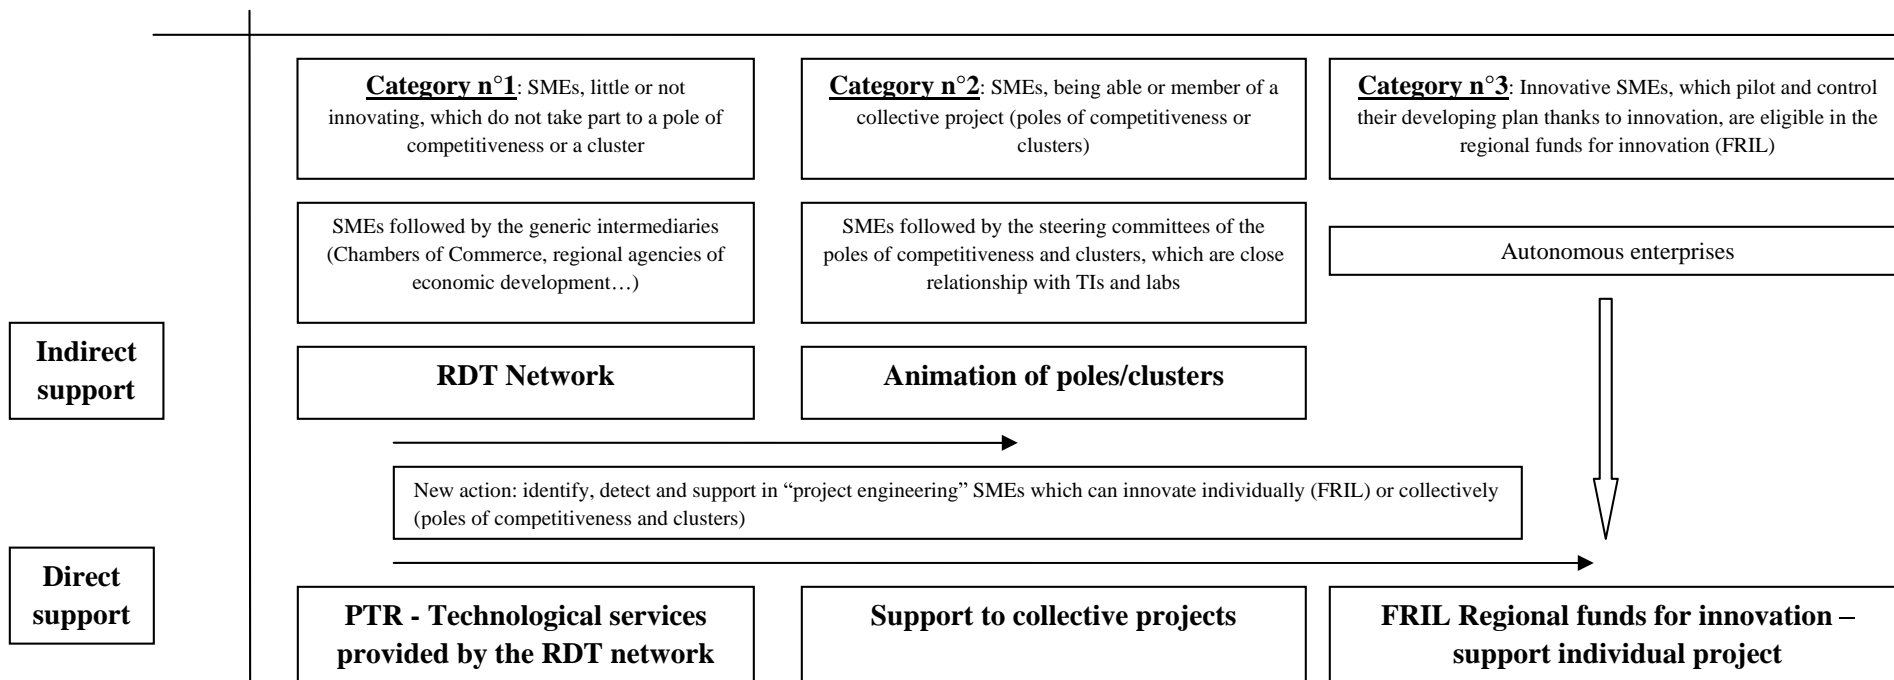 Category n°1: SMEs, little or not
innovating, which do not take part to a pole of
competitiveness or a cluster
Category n°2: SMEs, being able or member of a
collective project (poles of competitiveness or
clusters)
Category n°3: Innovative SMEs, which pilot and control
their developing plan thanks to innovation, are eligible in the
regional funds for innovation (FRIL)
SMEs followed by the generic intermediaries
(Chambers of Commerce, regional agencies of
economic development…)
SMEs followed by the steering committees of the
poles of competitiveness and clusters, which are close
relationship with TIs and labs
Autonomous enterprises
Indirect
support
RDT Network
Animation of poles/clusters
New action: identify, detect and support in “project engineering” SMEs which can innovate individually (FRIL) or collectively
(poles of competitiveness and clusters)
Direct
support
PTR - Technological services
provided by the RDT network
Support to collective projects
FRIL Regional funds for innovation –
support individual project